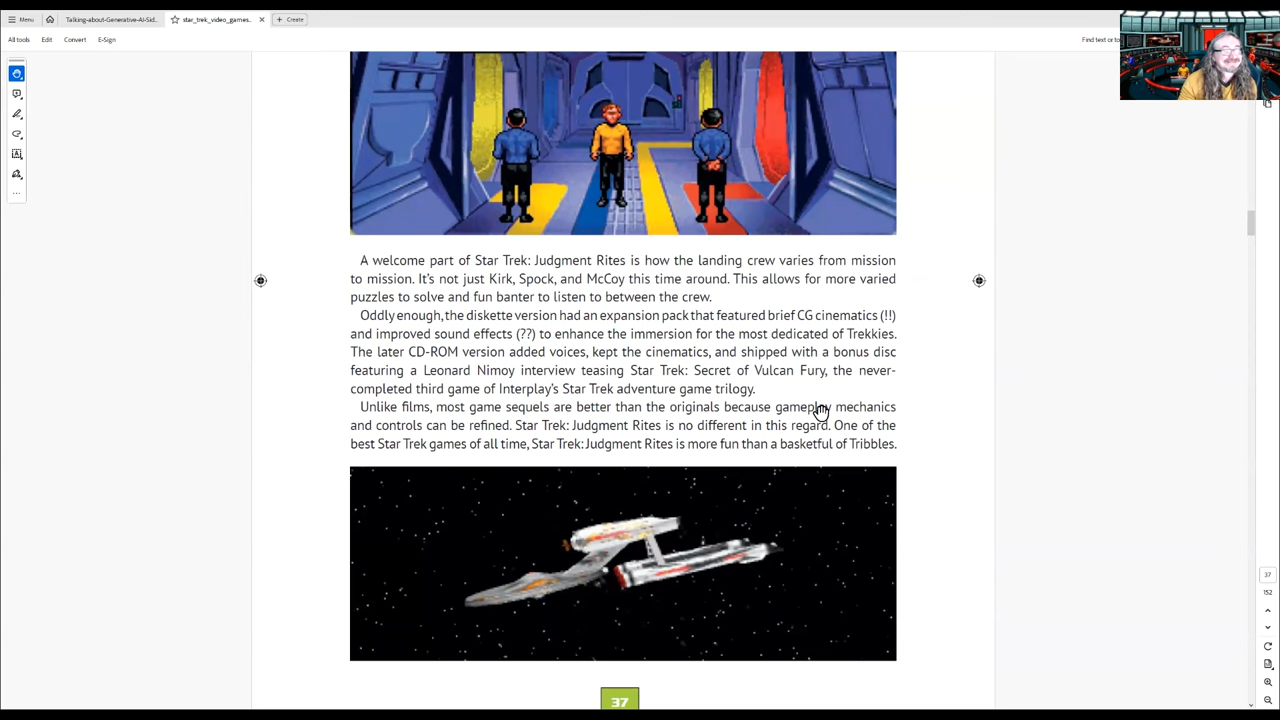 Menu
Talking-about-Generative-AI-Sid..
star_trek_video_games..
Create
All tools
Edit
Convert
E-Sign
Find text or to
A welcome part of Star Trek: Judgment Rites is how the landing crew varies from mission
to mission. It's not just Kirk, Spock, and McCoy this time around. This allows for more varied
puzzles to solve and fun banter to listen to between the crew.
Oddly enough, the diskette version had an expansion pack that featured brief CG cinematics (!!)
and improved sound effects (??) to enhance the immersion for the most dedicated of Trekkies.
The later CD-ROM version added voices, kept the cinematics, and shipped with a bonus disc
featuring a Leonard Nimoy interview teasing Star Trek: Secret of Vulcan Fury, the never-
completed third game of Interplay's Star Trek adventure game trilogy.
Unlike films, most game sequels are better than the originals because gameplay mechanics
and controls can be refined. Star Trek: Judgment Rites is no different in this regard. One of the
best Star Trek games of all time, Star Trek: Judgment Rites is more fun than a basketful of Tribbles.
37
152
37